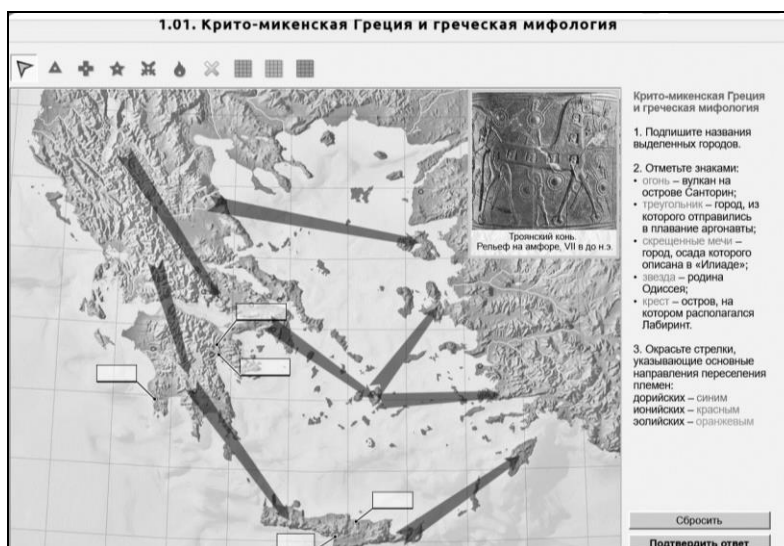 1.01. Крито-микенская Греция и греческая мифология
Троянский конь.
Рельеф на амфоре, VII в до н.э.
Крито-микенская Греция
и греческая мифология
1. Подпишите названия
выделенных городов.
2. Отметьте знаками:
• огонь – вулкан на
острове Санторин;
• треугольник – город, из
которого отправились
в плавание аргонавты;
• скрещенные мечи –
город, осада которого
описана в «Илиаде»;
• звезда – родина
Одиссея;
• крест – остров, на
котором располагался
Лабиринт.
3. Окрасьте стрелки,
указывающие основные
направления переселения
племен:
дорийских – синим
ионийских – красным
эолийских – оранжевым
Сбросить
Подтвердить ответ